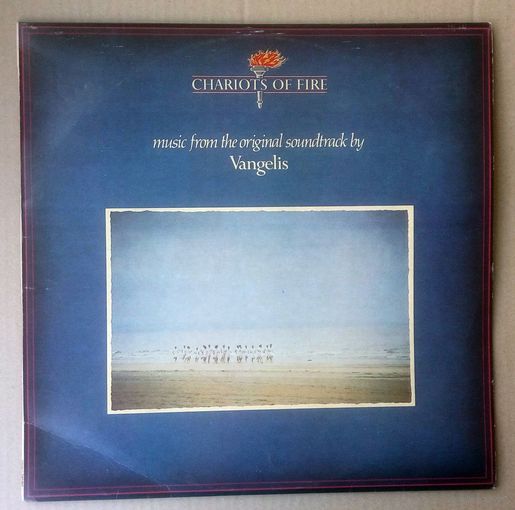 CHARIOTS OF FIRE
music from the original soundtrack by
Vangelis